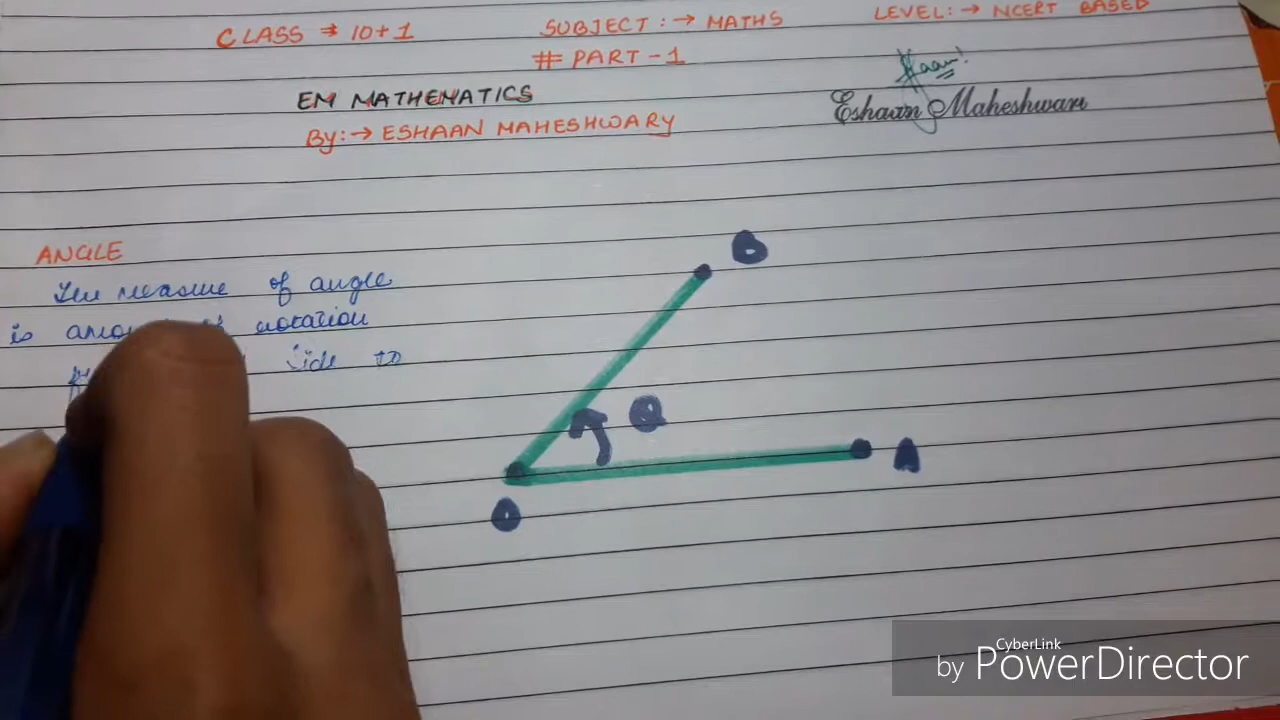 CLASS ⇒ 10+1
SUBJECT :→ MATHS
LEVEL:→ NCERT BASED
# PART-1
EM MATHEMATICS
By:→ ESHAAN MAHESHWARY
Eshaan Maheshwari
ANGLE
The measure of angle
is rotation
side to
B
θ
A
O
CyberLink
by PowerDirector